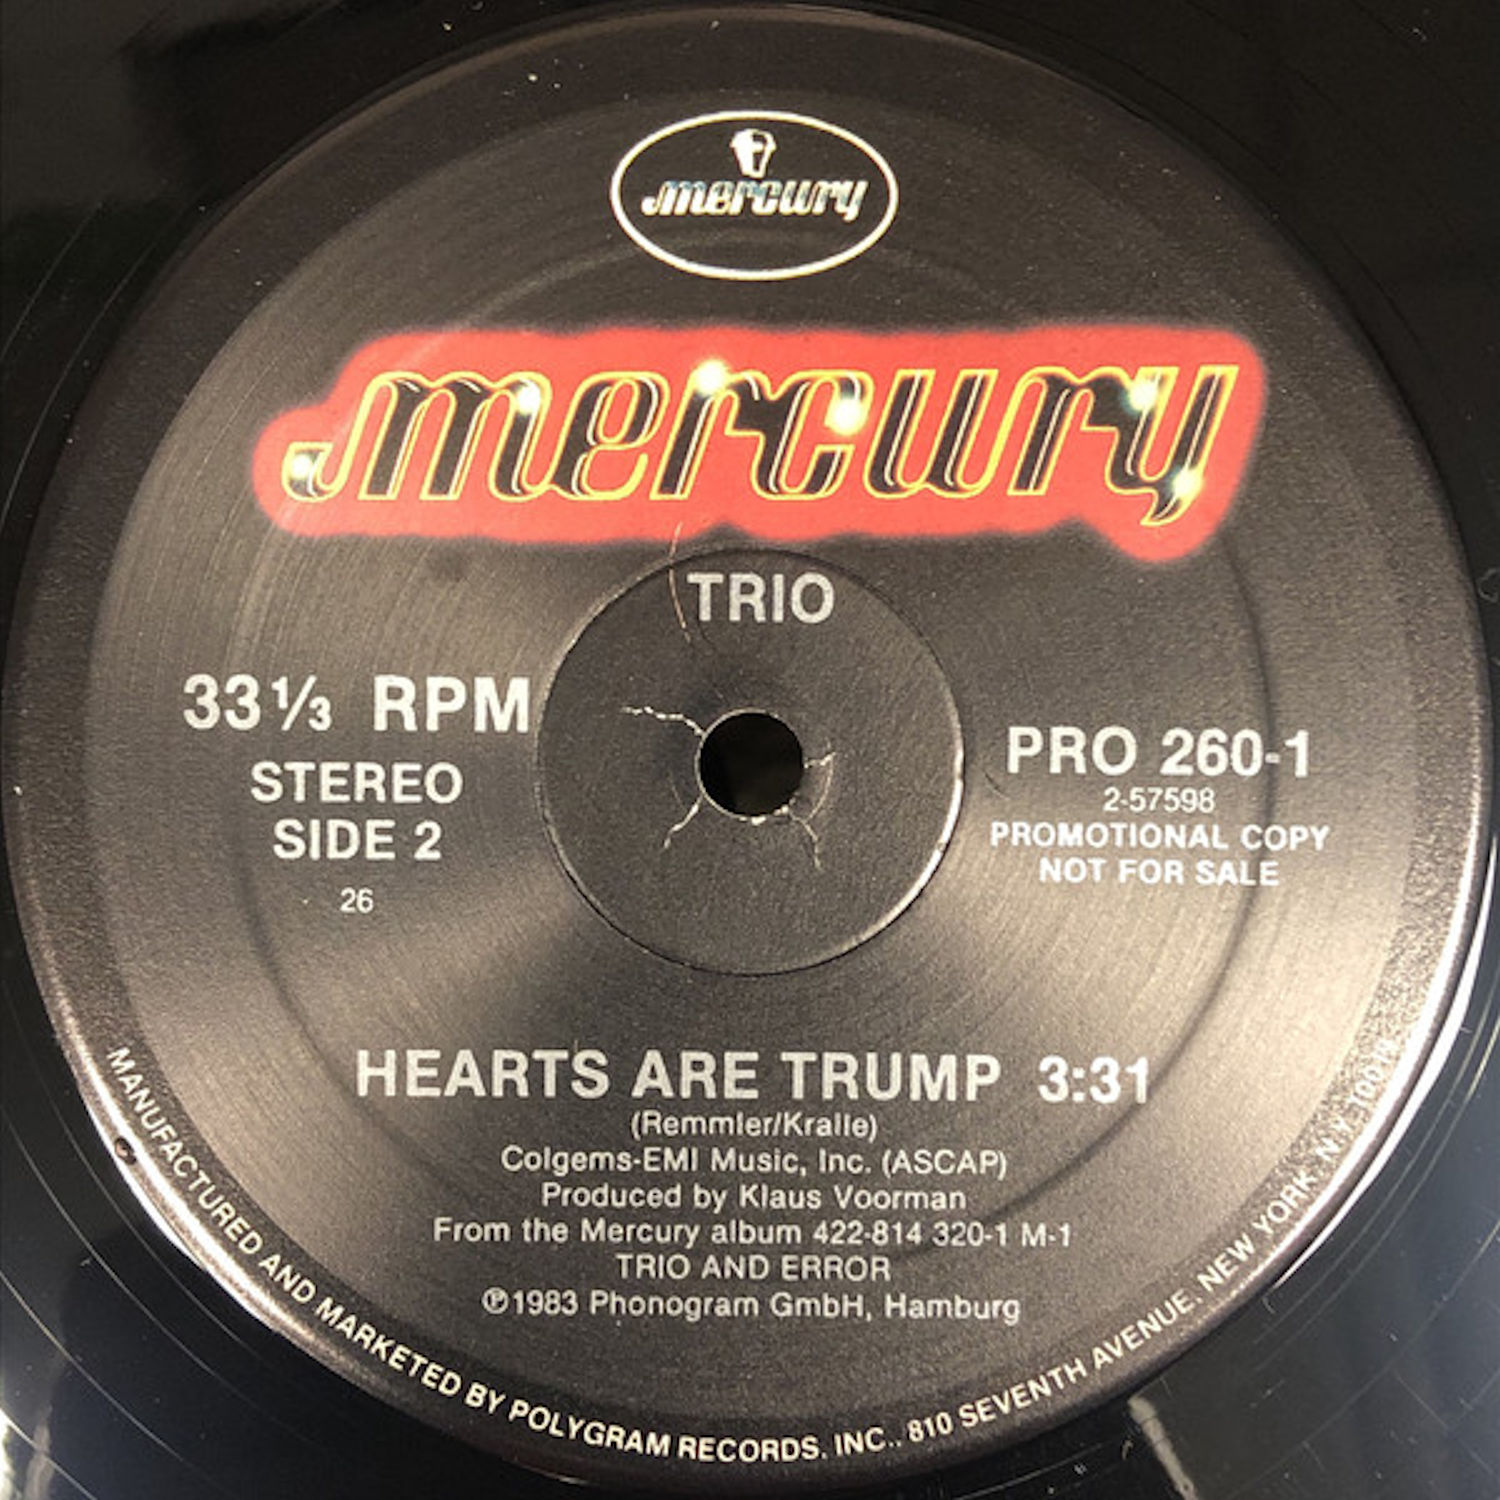 mercury
mercury
TRIO
33 1/3 RPM
STEREO
SIDE 2
26
PRO 260-1
2-57598
PROMOTIONAL COPY
NOT FOR SALE
HEARTS ARE TRUMP 3:31
(Remmler/Kralle)
Colgems-EMI Music, Inc. (ASCAP)
Produced by Klaus Voorman
From the Mercury album 422-814 320-1 M-1
TRIO AND ERROR
℗1983 Phonogram GmbH, Hamburg
MANUFACTURED AND MARKETED BY POLYGRAM RECORDS, INC., 810 SEVENTH AVENUE, NEW YORK, N.Y.